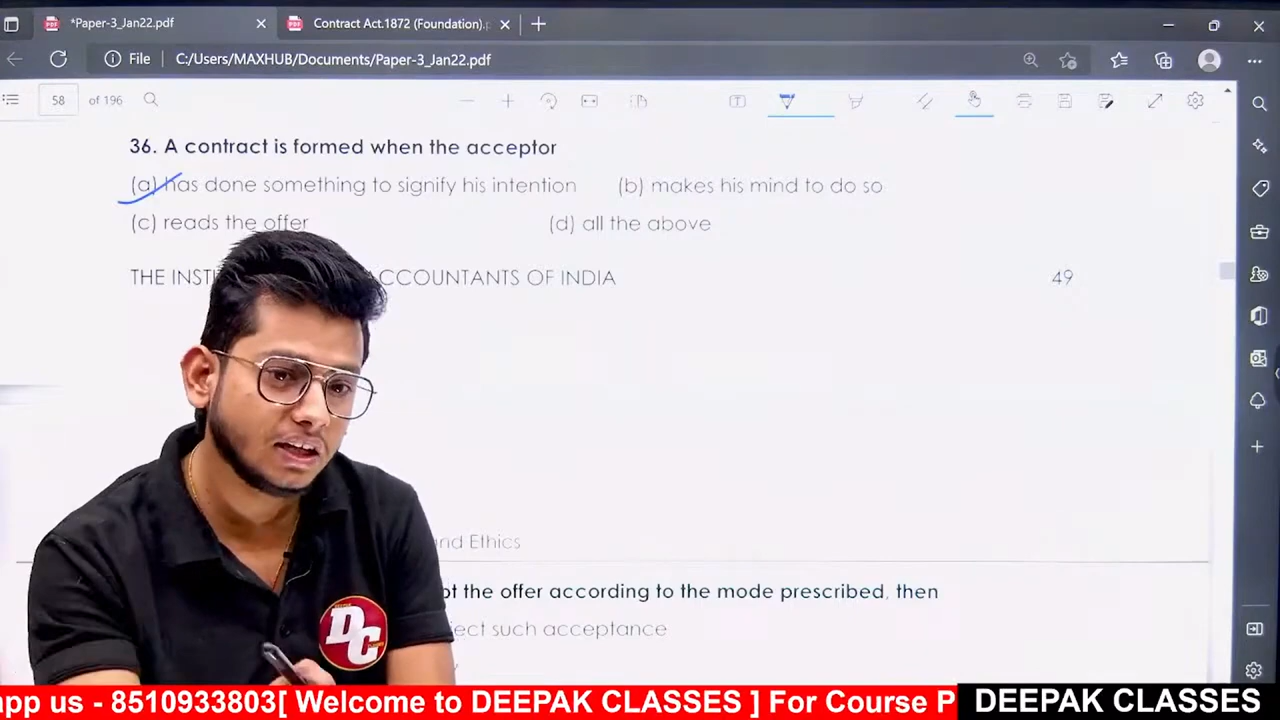 *Paper-3_Jan22.pdf
Contract Act.1872 (Foundation).p
File
C:/Users/MAXHUB/Documents/Paper-3_Jan22.pdf
58 of 196
36. A contract is formed when the acceptor
(a) has done something to signify his intention (b) makes his mind to do so
(c) reads the offer (d) all the above
THE INSTI ACCOUNTANTS OF INDIA 49
and Ethics
the offer according to the mode prescribed, then
such acceptance
DC
app us - 8510933803[ Welcome to DEEPAK CLASSES ] For Course P
DEEPAK CLASSES